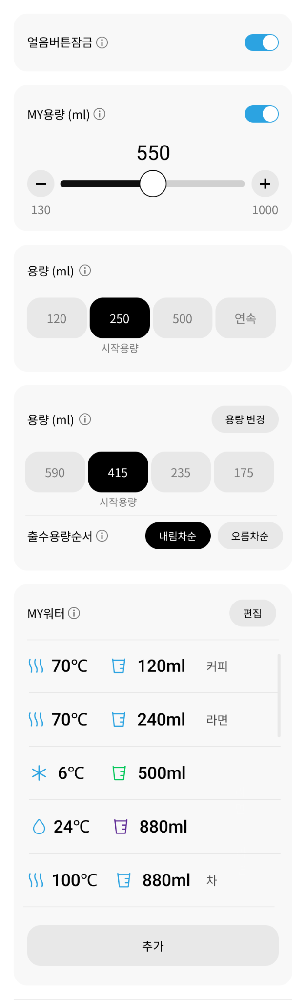 얼음버튼잠금
MY용량 (ml)
550
130 1000
용량 (ml)
120 250 500 연속
시작용량
용량 (ml) 용량 변경
590 415 235 175
시작용량
출수용량순서 내림차순 오름차순
MY워터 편집
70℃ 120ml 커피
70℃ 240ml 라면
6℃ 500ml
24℃ 880ml
100℃ 880ml 차
추가